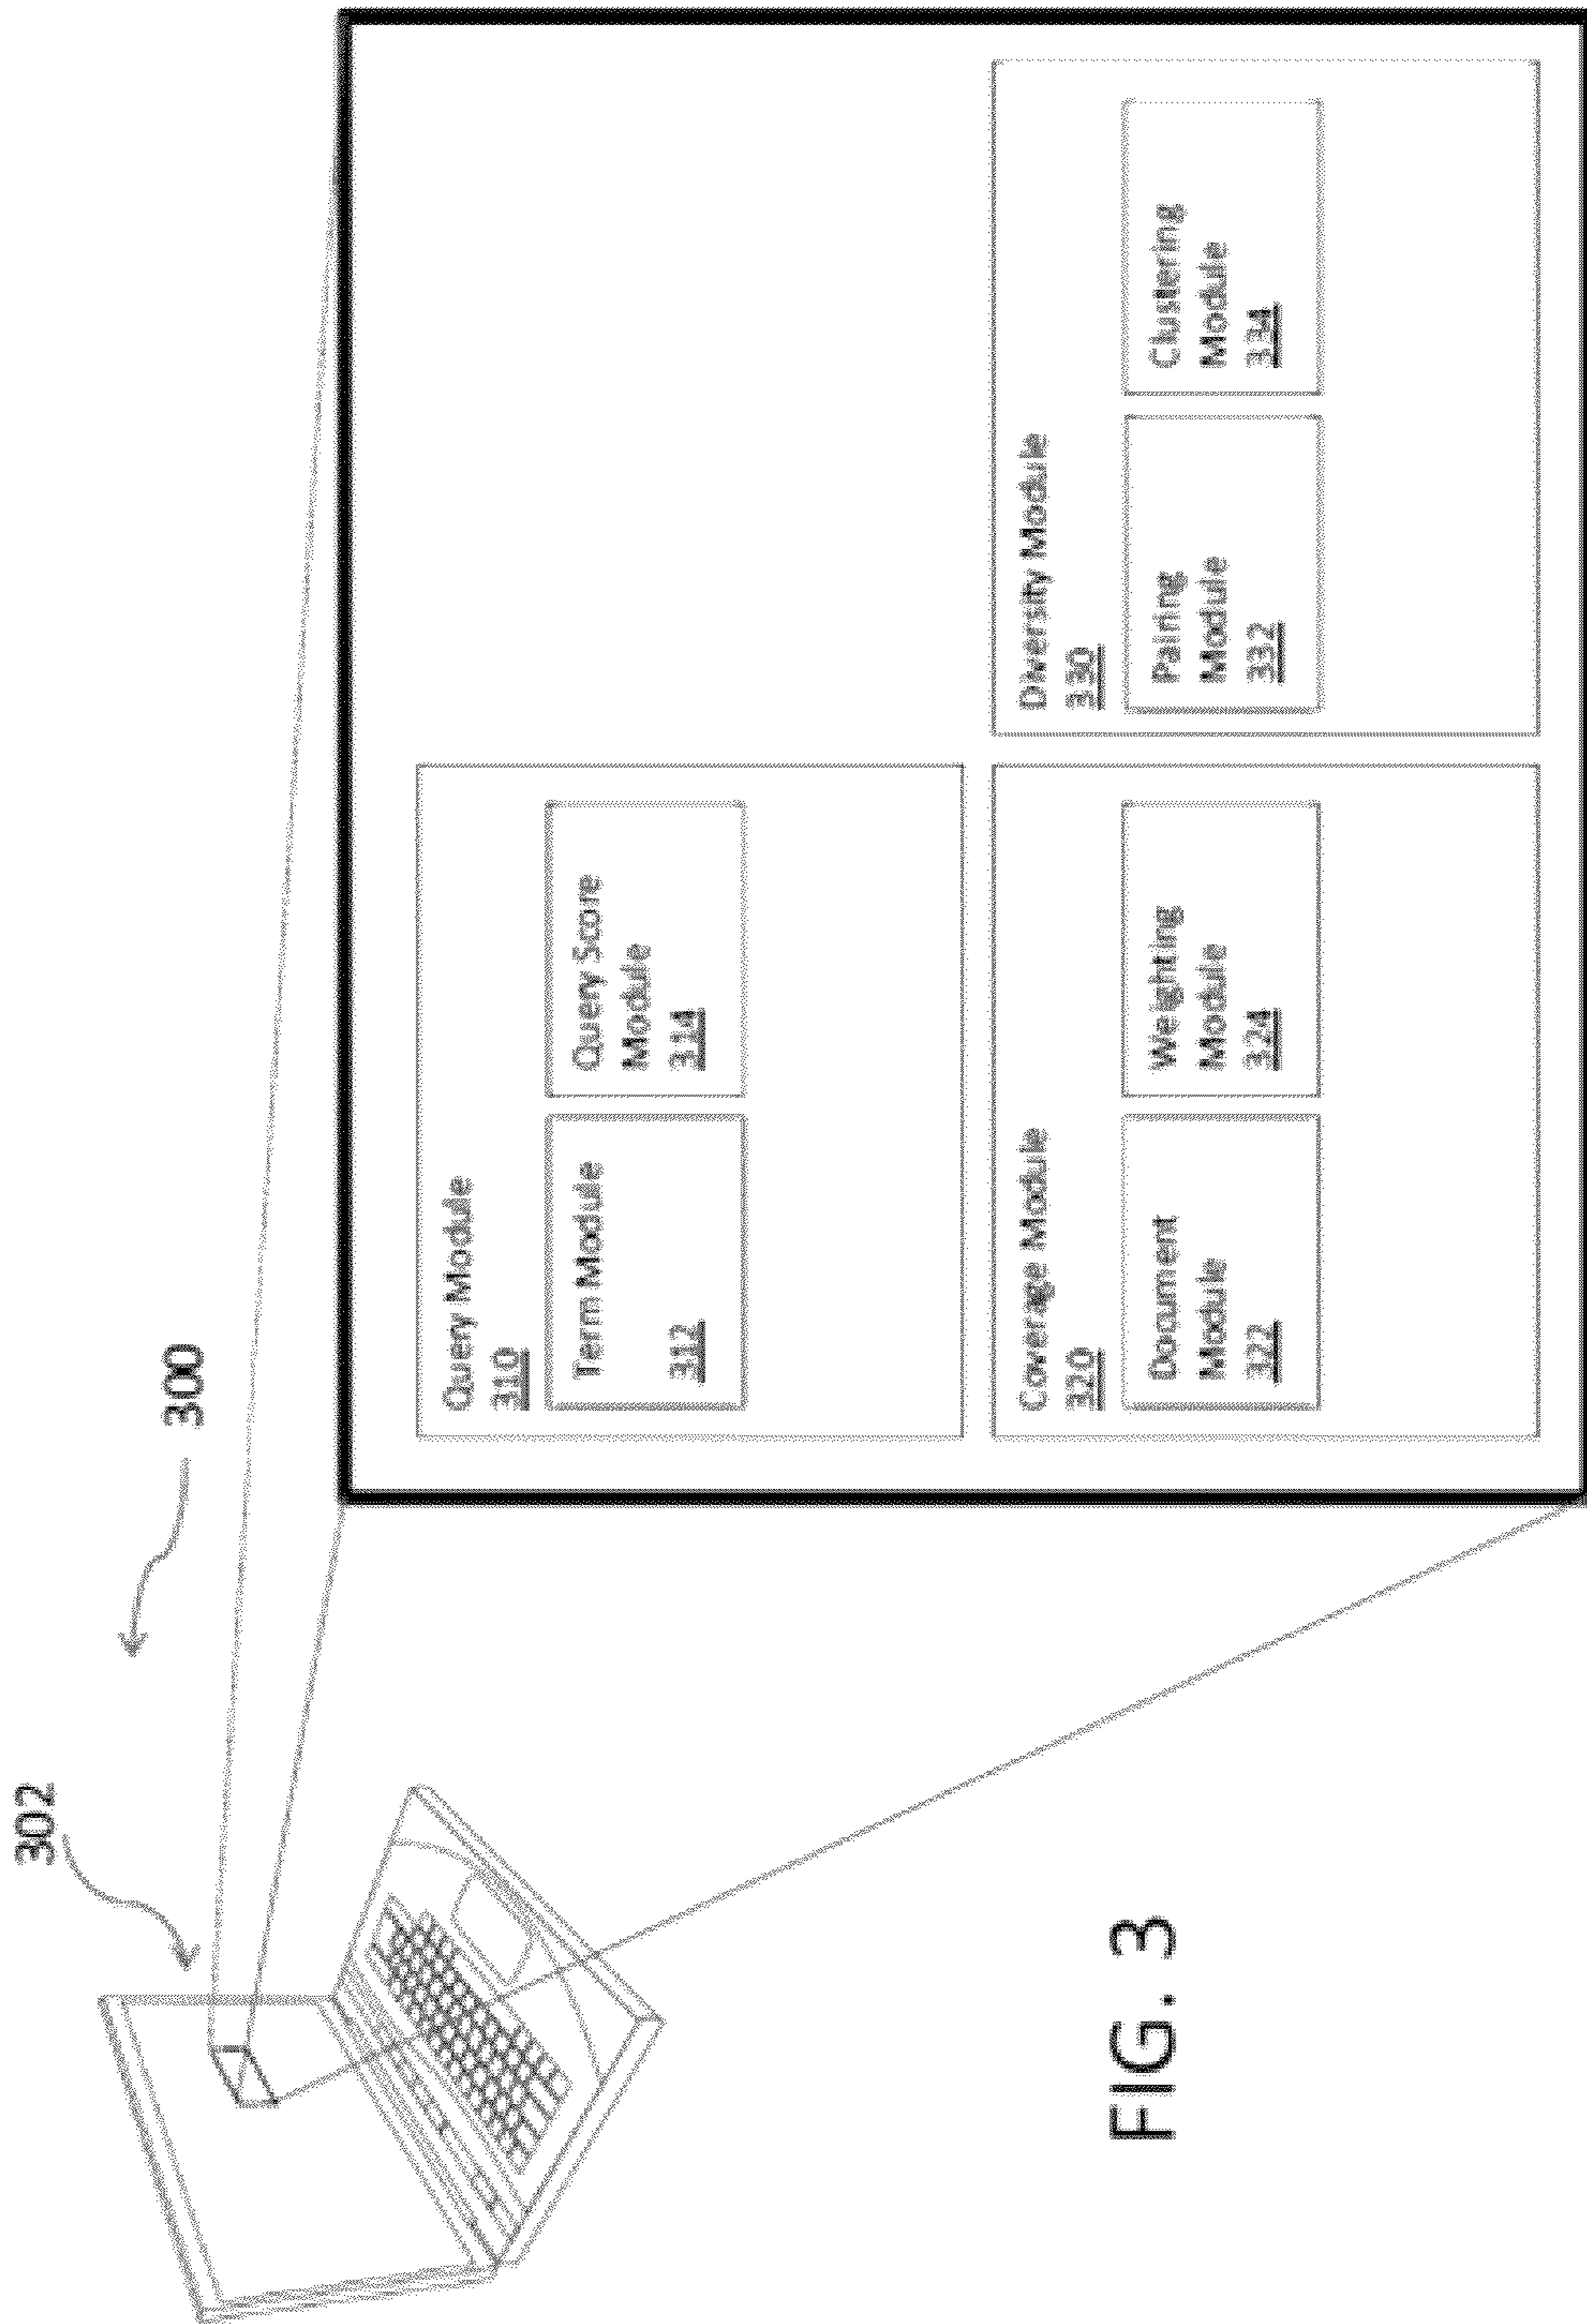 302
300
Query Module
310
Term Module
312
Query Score
Module
314
Coverage Module
320
Document
Module
322
Weighting
Module
324
Diversity Module
330
Pairing
Module
332
Clustering
Module
334
FIG. 3